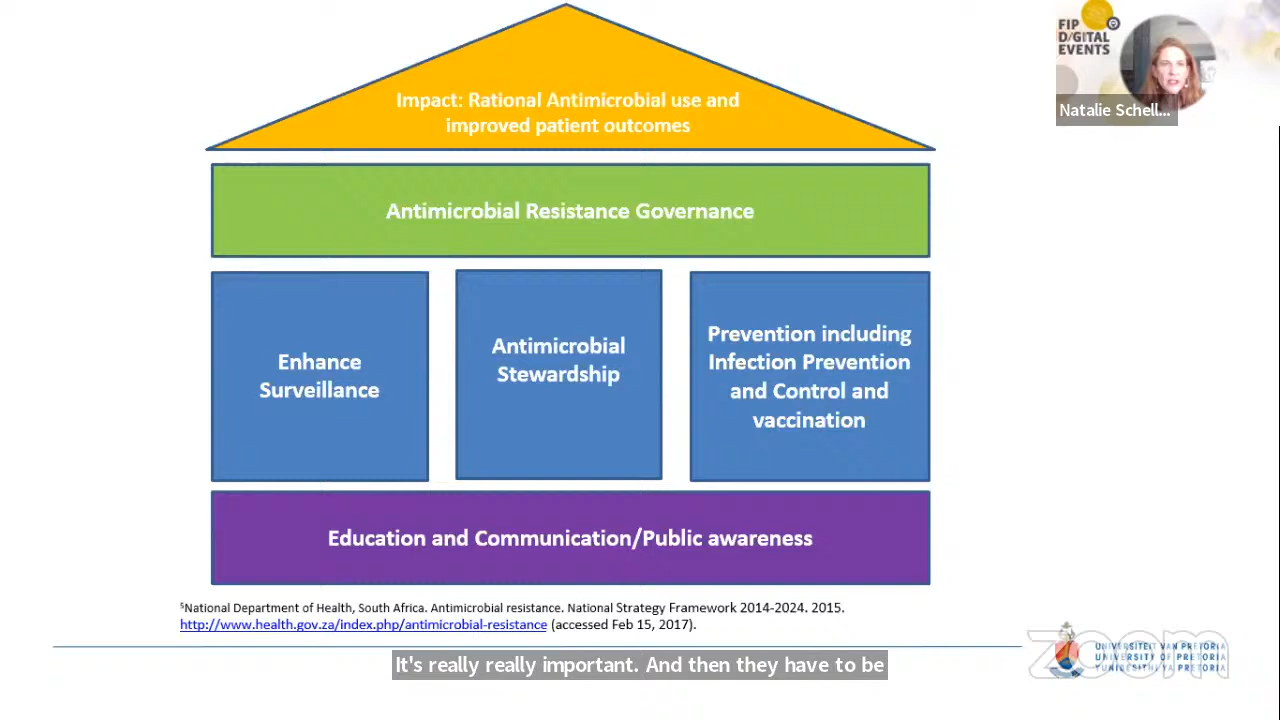 FIP
D/GITAL
EVENTS
Natalie Schell...
Impact: Rational Antimicrobial use and
improved patient outcomes
Antimicrobial Resistance Governance
Enhance
Surveillance
Antimicrobial
Stewardship
Prevention including
Infection Prevention
and Control and
vaccination
Education and Communication/Public awareness
⁵National Department of Health, South Africa. Antimicrobial resistance. National Strategy Framework 2014-2024. 2015.
http://www.health.gov.za/index.php/antimicrobial-resistance (accessed Feb 15, 2017).
It's really really important. And then they have to be
zoom
UNIVERSITEIT VAN PRETORIA
UNIVERSITY OF PRETORIA
YUNIBESITHI YA PRETORIA